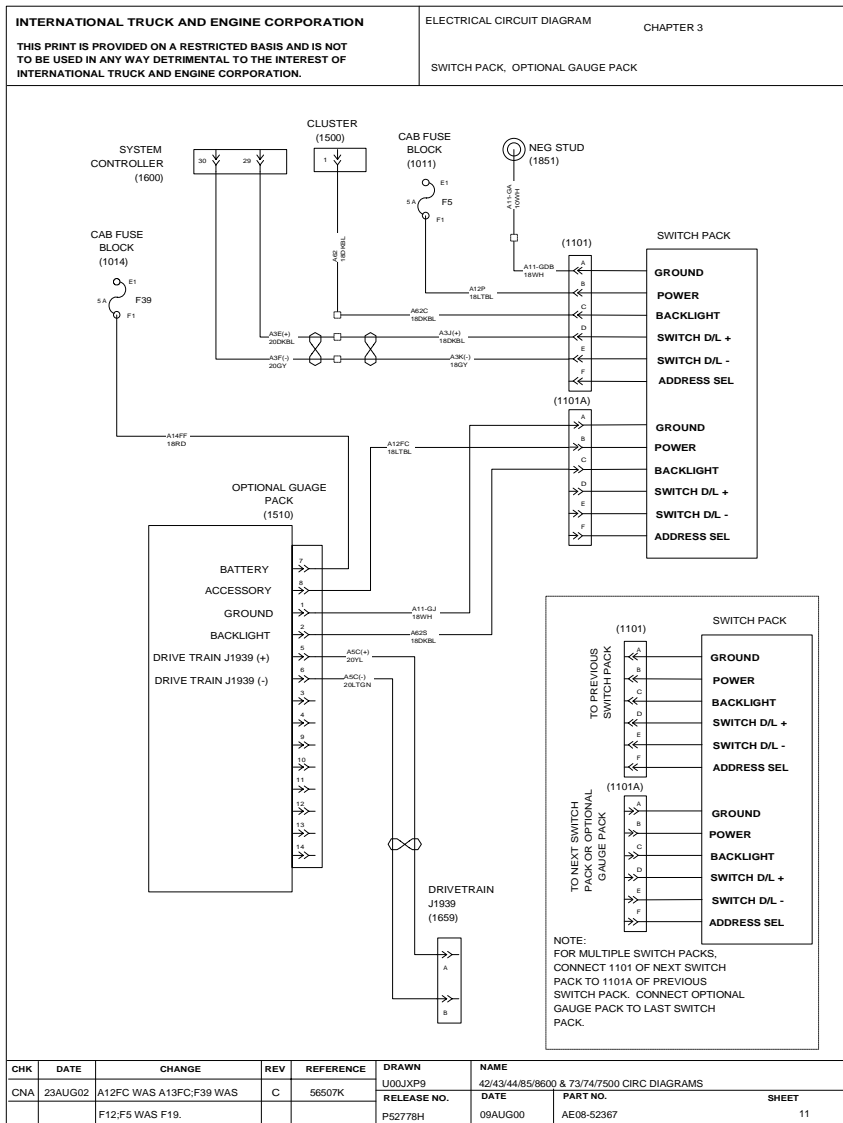 INTERNATIONAL TRUCK AND ENGINE CORPORATION
THIS PRINT IS PROVIDED ON A RESTRICTED BASIS AND IS NOT
TO BE USED IN ANY WAY DETRIMENTAL TO THE INTEREST OF
INTERNATIONAL TRUCK AND ENGINE CORPORATION.
ELECTRICAL CIRCUIT DIAGRAM
CHAPTER 3
SWITCH PACK, OPTIONAL GAUGE PACK
SYSTEM
CONTROLLER
(1600)
30
29
CLUSTER
(1500)
1
CAB FUSE
BLOCK
(1011)
E1
5 A
F5
F1
NEG STUD
(1851)
A11-GA
10WH
CAB FUSE
BLOCK
(1014)
E1
5 A
F39
F1
A62
18DKBL
(1101)
SWITCH PACK
A11-GDB
18WH
A
GROUND
A12P
18LTBL
B
POWER
A62C
18DKBL
C
BACKLIGHT
A3E(+)
20DKBL
A3J(+)
18DKBL
D
SWITCH D/L +
A3F(-)
20GY
A3K(-)
18GY
E
SWITCH D/L -
F
ADDRESS SEL
(1101A)
A
GROUND
A14FF
18RD
A12FC
18LTBL
B
POWER
C
BACKLIGHT
D
SWITCH D/L +
E
SWITCH D/L -
F
ADDRESS SEL
OPTIONAL GUAGE
PACK
(1510)
BATTERY
7
ACCESSORY
8
GROUND
1
A11-GJ
18WH
BACKLIGHT
2
A62S
18DKBL
DRIVE TRAIN J1939 (+)
5
A5C(+)
20YL
DRIVE TRAIN J1939 (-)
6
A5C(-)
20LTGN
3
4
9
10
11
12
13
14
DRIVETRAIN
J1939
(1659)
A
B
SWITCH PACK
(1101)
TO PREVIOUS
SWITCH PACK
A
GROUND
B
POWER
C
BACKLIGHT
D
SWITCH D/L +
E
SWITCH D/L -
F
ADDRESS SEL
(1101A)
TO NEXT SWITCH
PACK OR OPTIONAL
GAUGE PACK
A
GROUND
B
POWER
C
BACKLIGHT
D
SWITCH D/L +
E
SWITCH D/L -
F
ADDRESS SEL
NOTE:
FOR MULTIPLE SWITCH PACKS,
CONNECT 1101 OF NEXT SWITCH
PACK TO 1101A OF PREVIOUS
SWITCH PACK. CONNECT OPTIONAL
GAUGE PACK TO LAST SWITCH
PACK.
CHK DATE CHANGE REV REFERENCE
CNA 23AUG02 A12FC WAS A13FC;F39 WAS C 56507K
F12;F5 WAS F19.
DRAWN
U00JXP9
NAME
42/43/44/85/8600 & 73/74/7500 CIRC DIAGRAMS
RELEASE NO.
P52778H
DATE
09AUG00
PART NO.
AE08-52367
SHEET
11